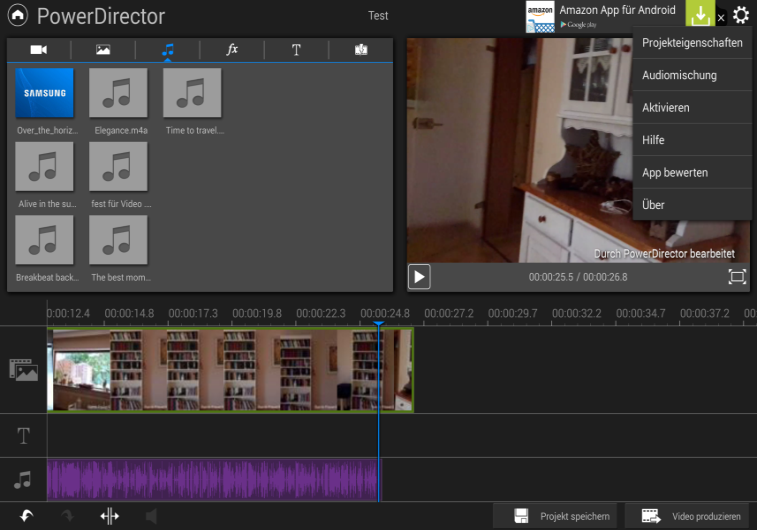 PowerDirector
Test
amazon
Amazon App für Android
Google play
x
Projekteigenschaften
Audiomischung
Aktivieren
Hilfe
App bewerten
Über
fx
T
SAMSUNG
Over_the_horiz...
Elegance.m4a
Time to travel...
Alive in the su...
fest für Video ...
Breakbeat back...
The best mom...
Durch PowerDirector bearbeitet
00:00:25.5 / 00:00:26.8
0:00:12.4 00:00:14.8 00:00:17.3 00:00:19.8 00:00:22.3 00:00:24.8 00:00:27.2 00:00:29.7 00:00:32.2 00:00:34.7 00:00:37.2 00
T
Projekt speichern
Video produzieren